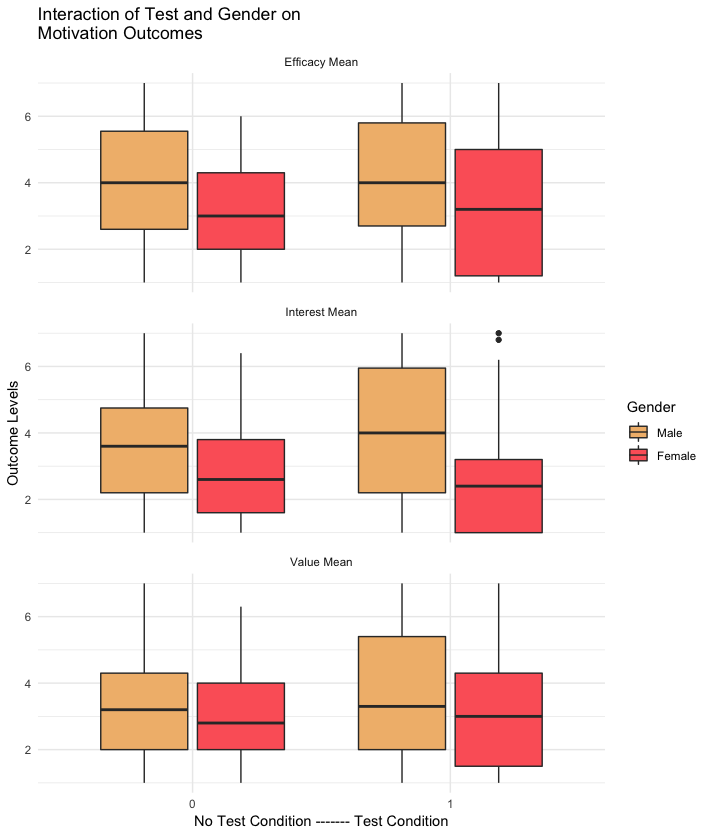 Interaction of Test and Gender on
Motivation Outcomes
Efficacy Mean
6
4
2
Interest Mean
6
4
2
Value Mean
6
4
2
0
1
No Test Condition ------- Test Condition
Outcome Levels
Gender
Male
Female